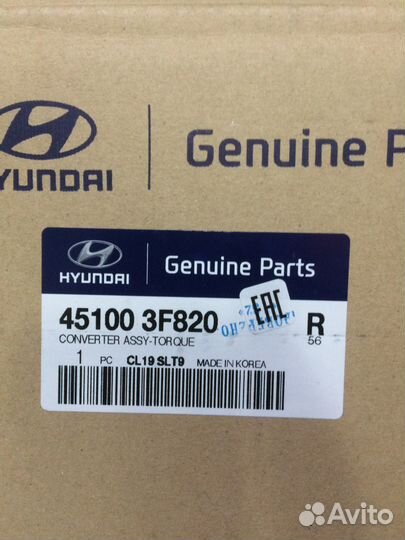 Genuine P
HYUNDAI
HYUNDAI
Genuine Parts
45100 3F820
EAC
R
56
CONVERTER ASSY-TORQUE
1 PC CL19 SLT9 MADE IN KOREA
Avito